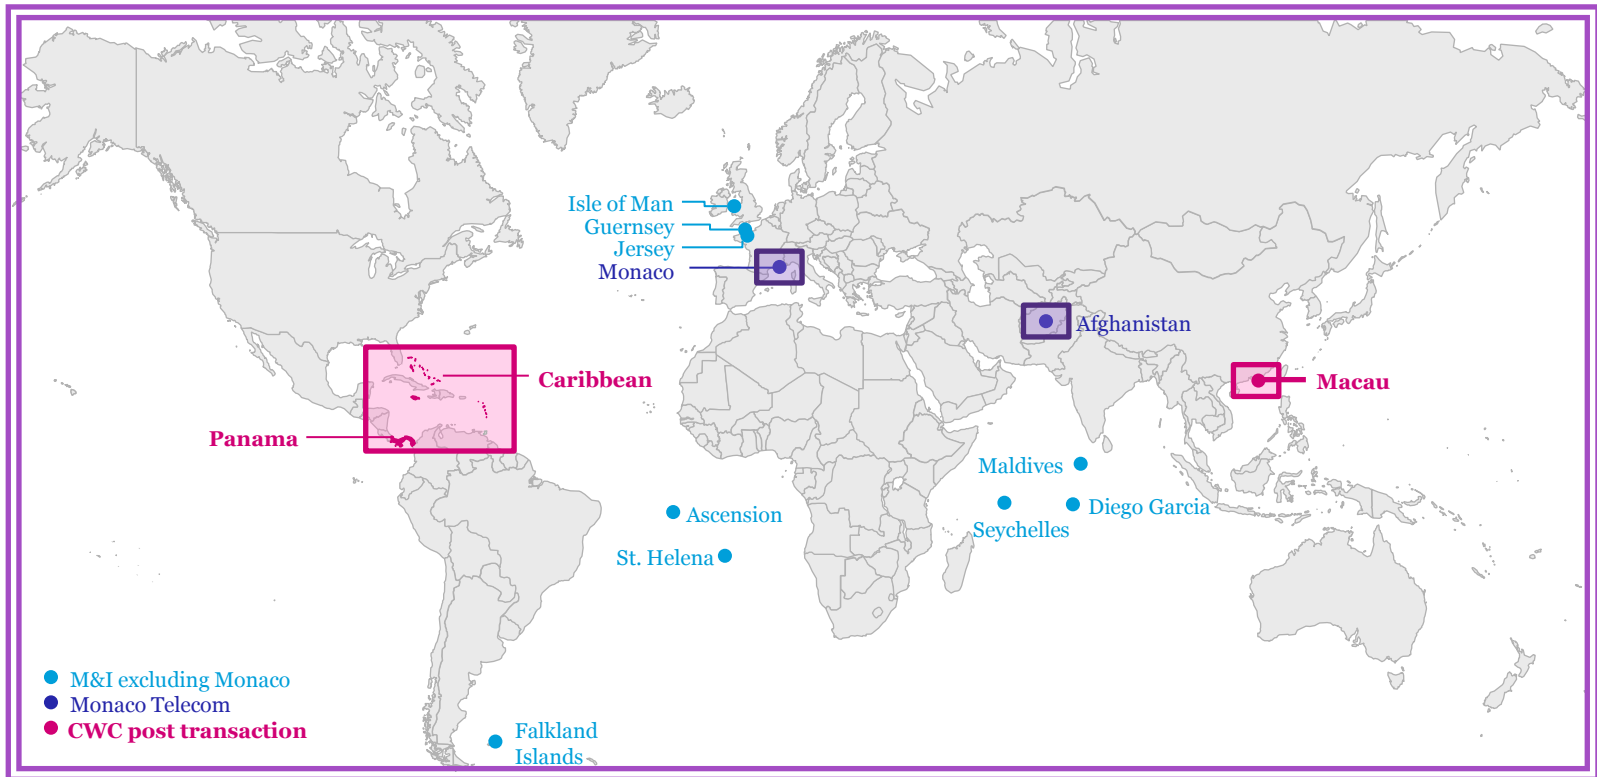 Isle of Man
Guernsey
Jersey
Monaco
Afghanistan
Caribbean
Macau
Panama
Maldives
Diego Garcia
Seychelles
Ascension
St. Helena
M&I excluding Monaco
Monaco Telecom
CWC post transaction
Falkland
Islands